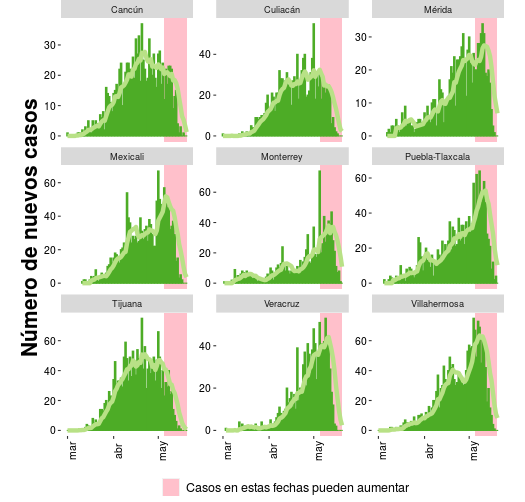 Cancún
Culiacán
Mérida
30
20
10
0
40
20
0
30
20
10
0
Mexicali
Monterrey
Puebla-Tlaxcala
60
40
20
0
60
40
20
0
60
40
20
0
Tijuana
Veracruz
Villahermosa
60
40
20
0
40
20
0
60
40
20
0
mar
abr
may
mar
abr
may
mar
abr
may
Número de nuevos casos
Casos en estas fechas pueden aumentar